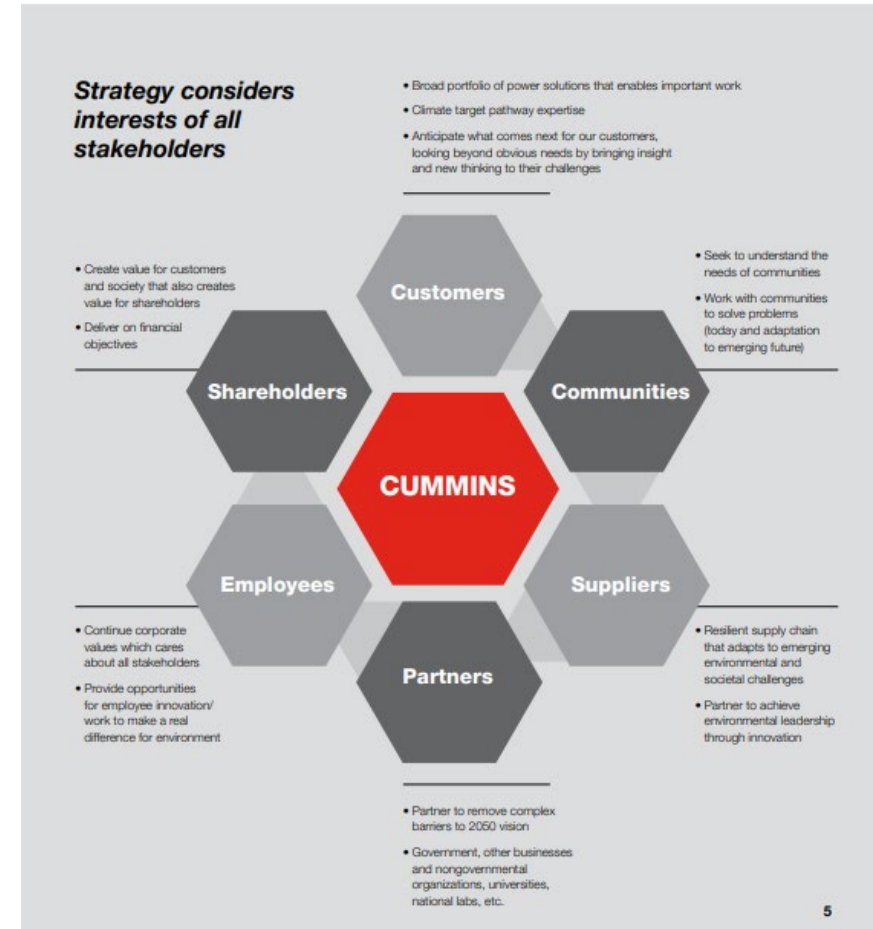 Strategy considers
interests of all
stakeholders
• Broad portfolio of power solutions that enables important work
• Climate target pathway expertise
• Anticipate what comes next for our customers,
looking beyond obvious needs by bringing insight
and new thinking to their challenges
Customers
• Create value for customers
and society that also creates
value for shareholders
• Deliver on financial
objectives
Shareholders
• Seek to understand the
needs of communities
• Work with communities
to solve problems
(today and adaptation
to emerging future)
Communities
CUMMINS
Employees
• Continue corporate
values which cares
about all stakeholders
• Provide opportunities
for employee innovation/
work to make a real
difference for environment
Suppliers
• Resilient supply chain
that adapts to emerging
environmental and
societal challenges
• Partner to achieve
environmental leadership
through innovation
Partners
• Partner to remove complex
barriers to 2050 vision
• Government, other businesses
and nongovernmental
organizations, universities,
national labs, etc.
5